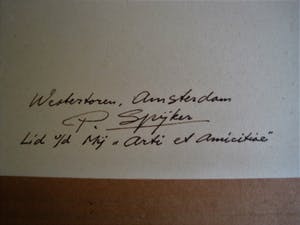 Westertoren, Amsterdam
P. Spijker
Lid v/d Mij „Arti et Amicitiae"